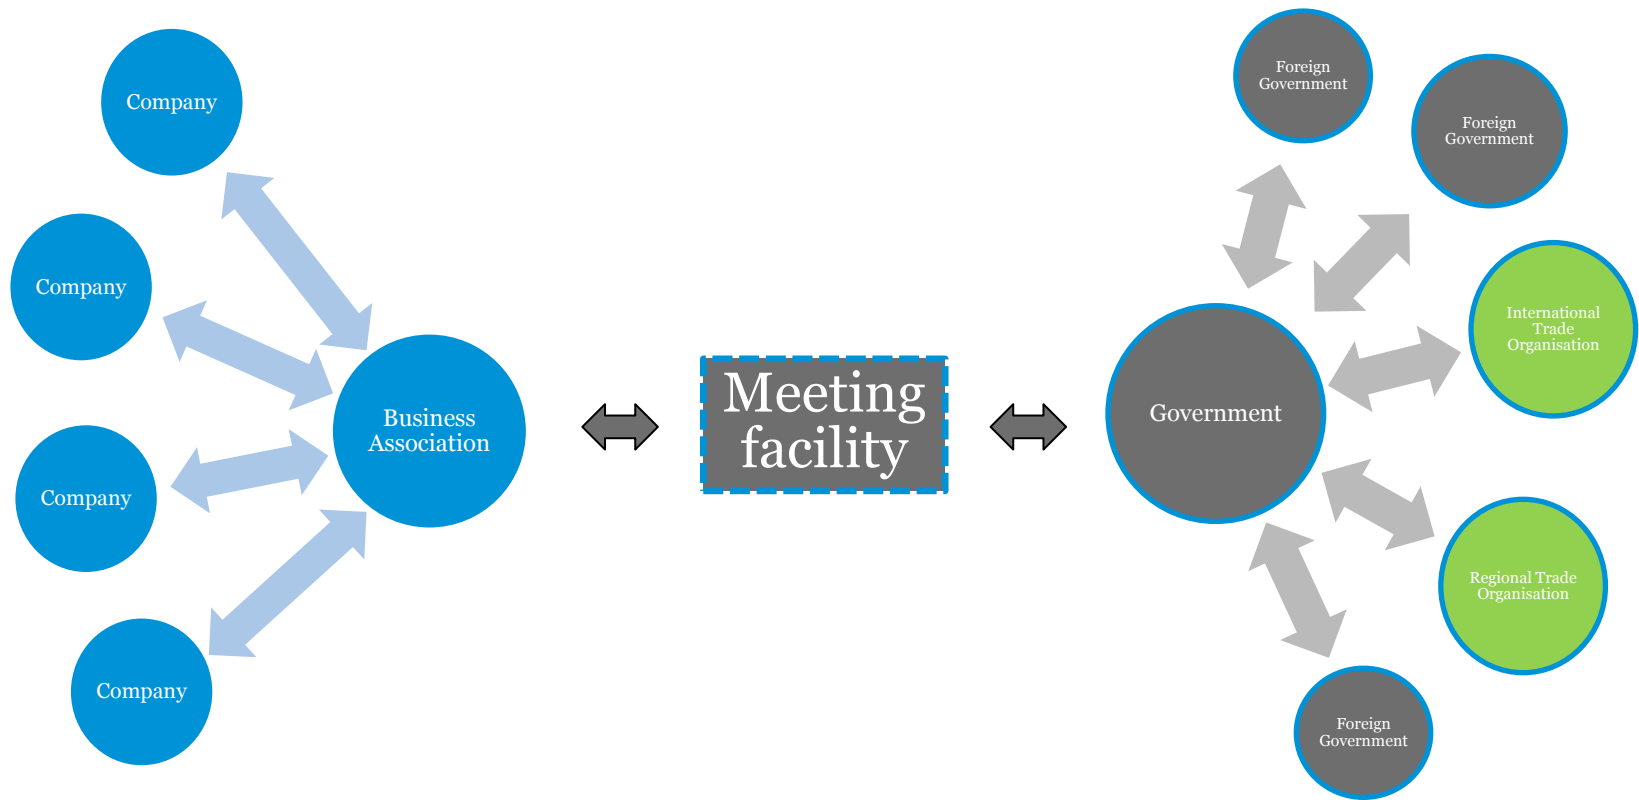 Company
Company
Company
Company
Business
Association
Meeting
facility
Government
Foreign
Government
Foreign
Government
International
Trade
Organisation
Regional Trade
Organisation
Foreign
Government